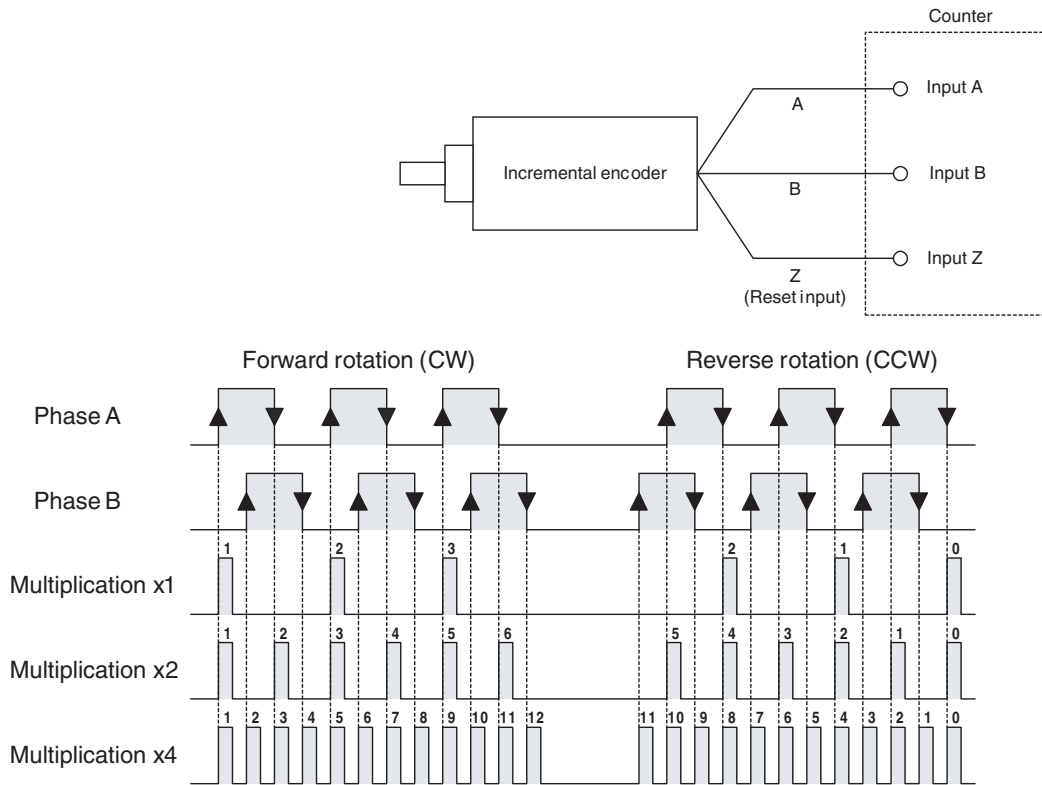 Counter
Input A
A
Incremental encoder
Input B
B
Input Z
Z
(Reset input)
Forward rotation (CW)
Reverse rotation (CCW)
Phase A
Phase B
1 2 3 2 1 0
Multiplication x1
1 2 3 4 5 6 5 4 3 2 1 0
Multiplication x2
1 2 3 4 5 6 7 8 9 10 11 12 11 10 9 8 7 6 5 4 3 2 1 0
Multiplication x4